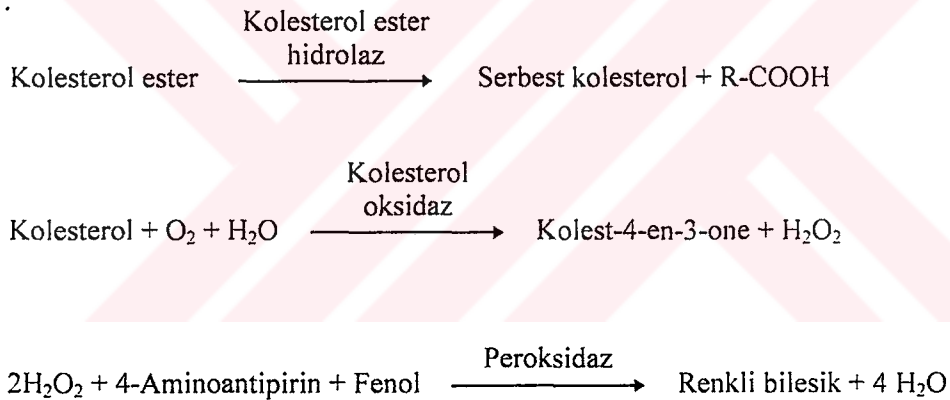 Kolesterol ester
hidrolaz
Kolesterol ester → Serbest kolesterol + R-COOH
Kolesterol
oksidaz
Kolesterol + O₂ + H₂O → Kolest-4-en-3-one + H₂O₂
Peroksidaz
2H₂O₂ + 4-Aminoantipirin + Fenol → Renkli bilesik + 4 H₂O